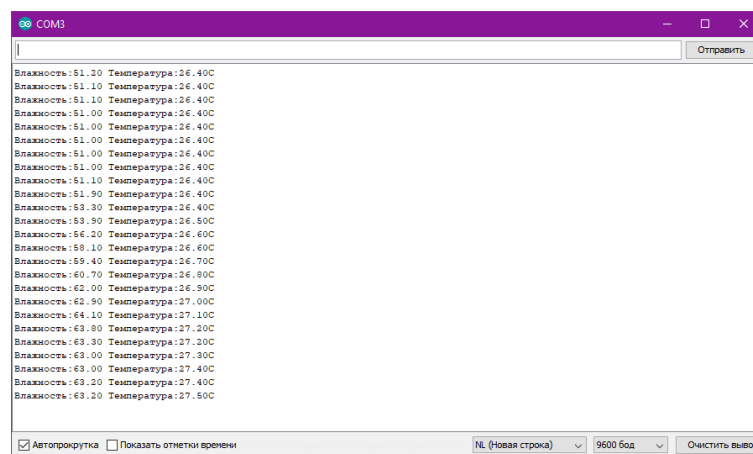 COM3
Отправить
Влажность:51.20 Температура:26.40C
Влажность:51.10 Температура:26.40C
Влажность:51.10 Температура:26.40C
Влажность:51.00 Температура:26.40C
Влажность:51.00 Температура:26.40C
Влажность:51.00 Температура:26.40C
Влажность:51.00 Температура:26.40C
Влажность:51.00 Температура:26.40C
Влажность:51.10 Температура:26.40C
Влажность:51.90 Температура:26.40C
Влажность:53.30 Температура:26.40C
Влажность:53.90 Температура:26.50C
Влажность:56.20 Температура:26.60C
Влажность:58.10 Температура:26.60C
Влажность:59.40 Температура:26.70C
Влажность:60.70 Температура:26.80C
Влажность:62.00 Температура:26.90C
Влажность:62.90 Температура:27.00C
Влажность:64.10 Температура:27.10C
Влажность:63.80 Температура:27.20C
Влажность:63.30 Температура:27.20C
Влажность:63.00 Температура:27.30C
Влажность:63.00 Температура:27.40C
Влажность:63.20 Температура:27.40C
Влажность:63.20 Температура:27.50C
Автопрокрутка Показать отметки времени NL (Новая строка) 9600 бод Очистить выво